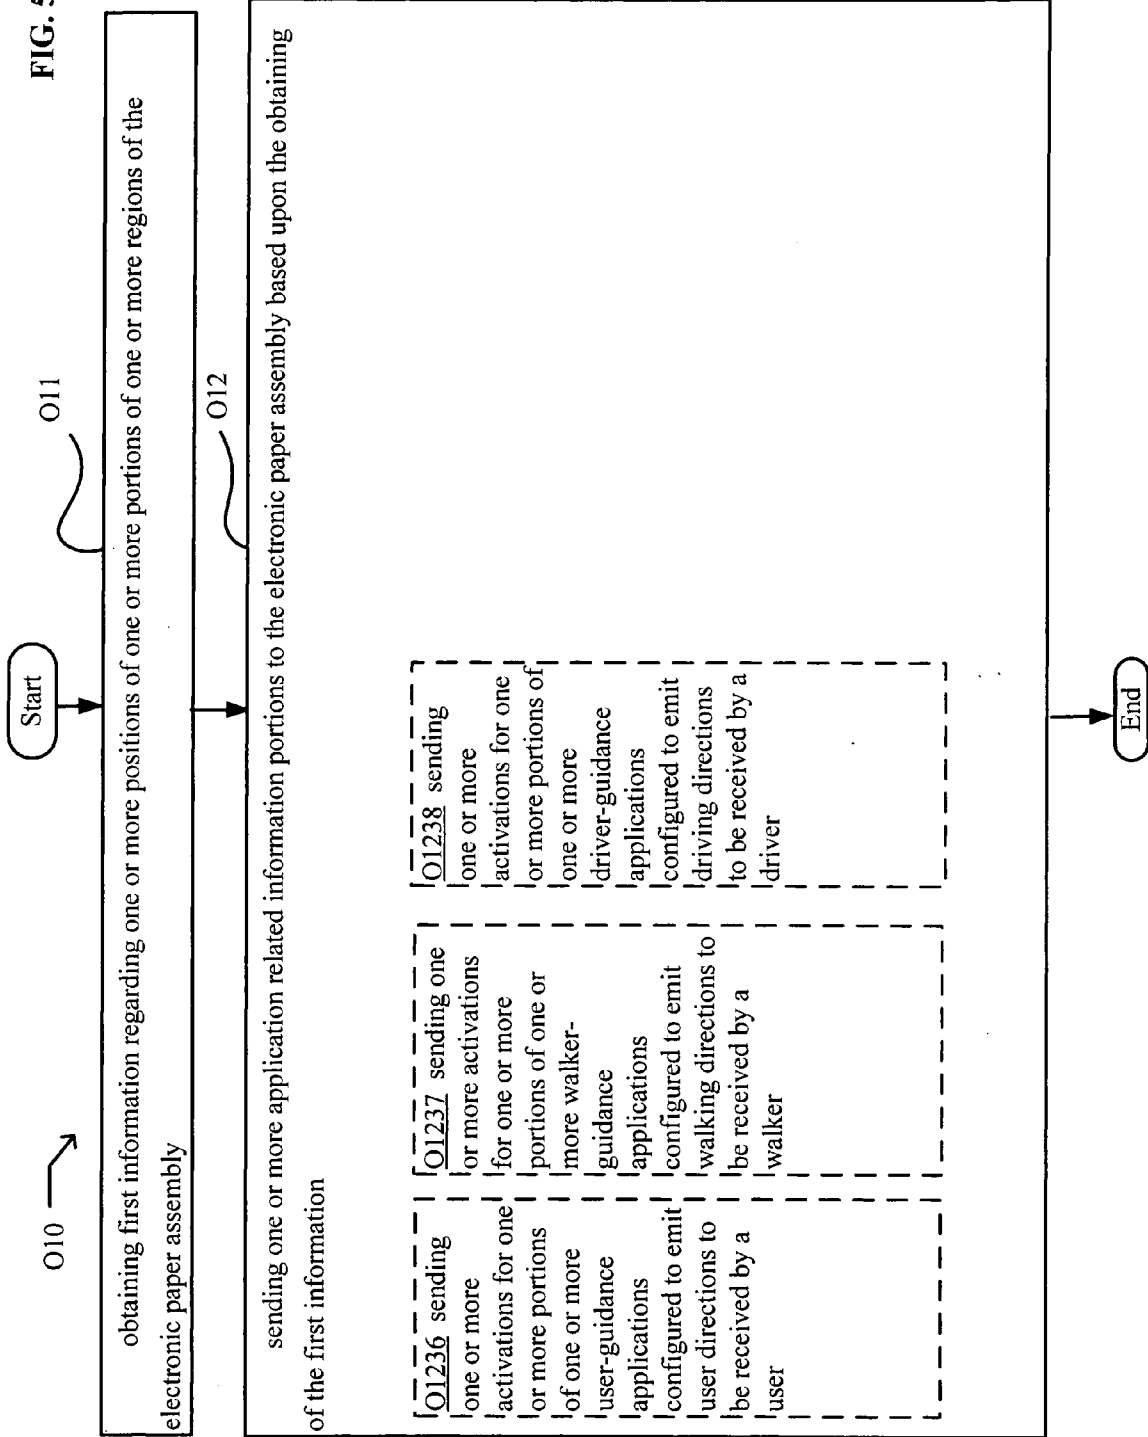 FIG. 5
O10
Start
O11
obtaining first information regarding one or more positions of one or more portions of one or more regions of the
electronic paper assembly
O12
sending one or more application related information portions to the electronic paper assembly based upon the obtaining
of the first information
O1236 sending
one or more
activations for one
or more portions
of one or more
user-guidance
applications
configured to emit
user directions to
be received by a
user
O1237 sending one
or more activations
for one or more
portions of one or
more walker-
guidance
applications
configured to emit
walking directions to
be received by a
walker
O1238 sending
one or more
activations for one
or more portions of
one or more
driver-guidance
applications
configured to emit
driving directions
to be received by a
driver
End